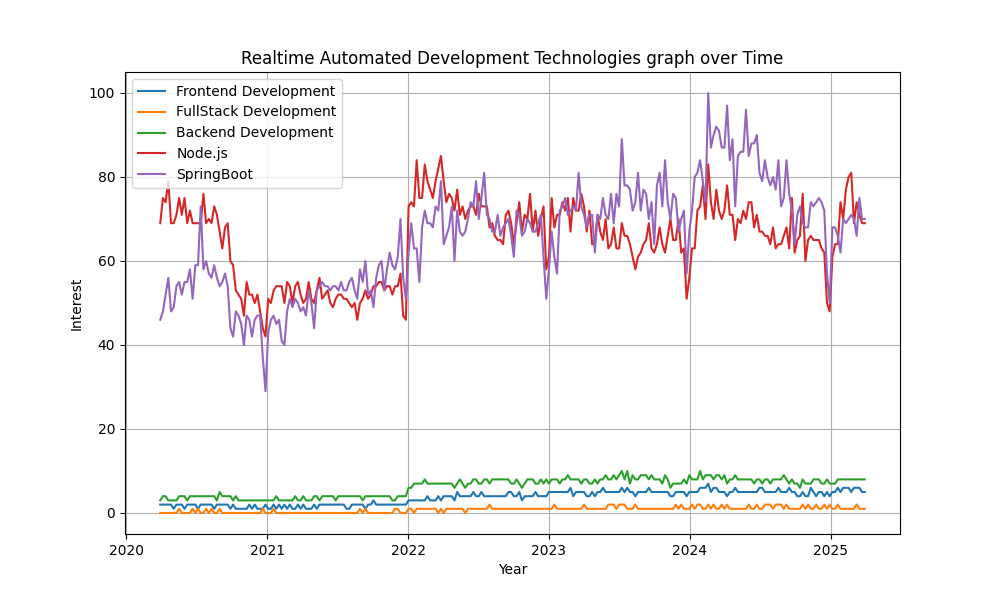 Realtime Automated Development Technologies graph over Time
Frontend Development
FullStack Development
Backend Development
Node.js
SpringBoot
100
80
60
40
20
0
Interest
2020 2021 2022 2023 2024 2025
Year